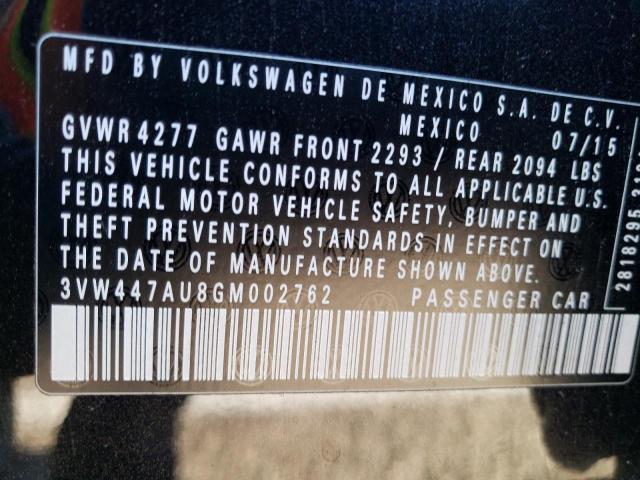 MFD BY VOLKSWAGEN DE MEXICO S.A. DE C.V.
MEXICO 07/15
GVWR 4277 GAWR FRONT 2293 / REAR 2094 LBS
THIS VEHICLE CONFORMS TO ALL APPLICABLE U.S.
FEDERAL MOTOR VEHICLE SAFETY, BUMPER AND
THEFT PREVENTION STANDARDS IN EFFECT ON
THE DATE OF MANUFACTURE SHOWN ABOVE.
3VW447AU8GM002762 PASSENGER CAR
2818295